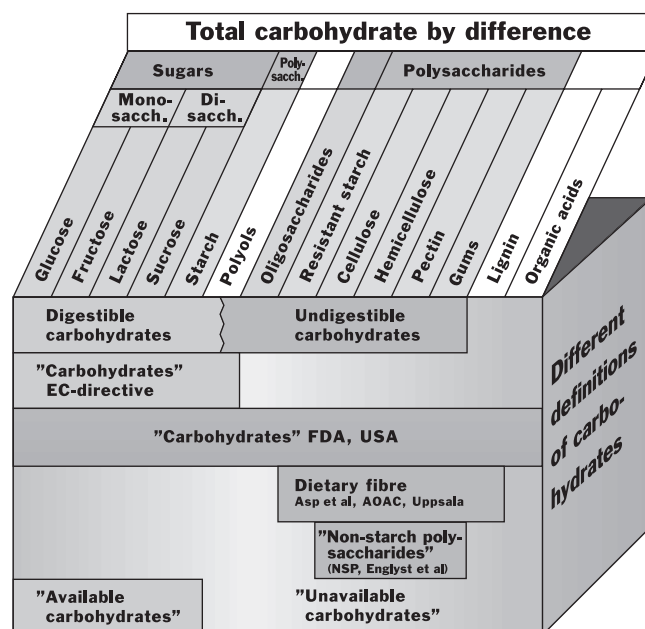 Total carbohydrate by difference
Sugars
Poly-
sacch.
Polysaccharides
Mono-
sacch.
Di-
sacch.
Glucose
Fructose
Lactose
Sucrose
Starch
Polyols
Oligosaccharides
Resistant starch
Cellulose
Hemicellulose
Pectin
Gums
Lignin
Organic acids
Digestible
carbohydrates
Undigestible
carbohydrates
"Carbohydrates"
EC-directive
"Carbohydrates" FDA, USA
Dietary fibre
Asp et al, AOAC, Uppsala
"Non-starch poly-
saccharides"
(NSP, Englyst et al)
"Available
carbohydrates"
"Unavailable
carbohydrates"
Different
definitions
of carbo-
hydrates